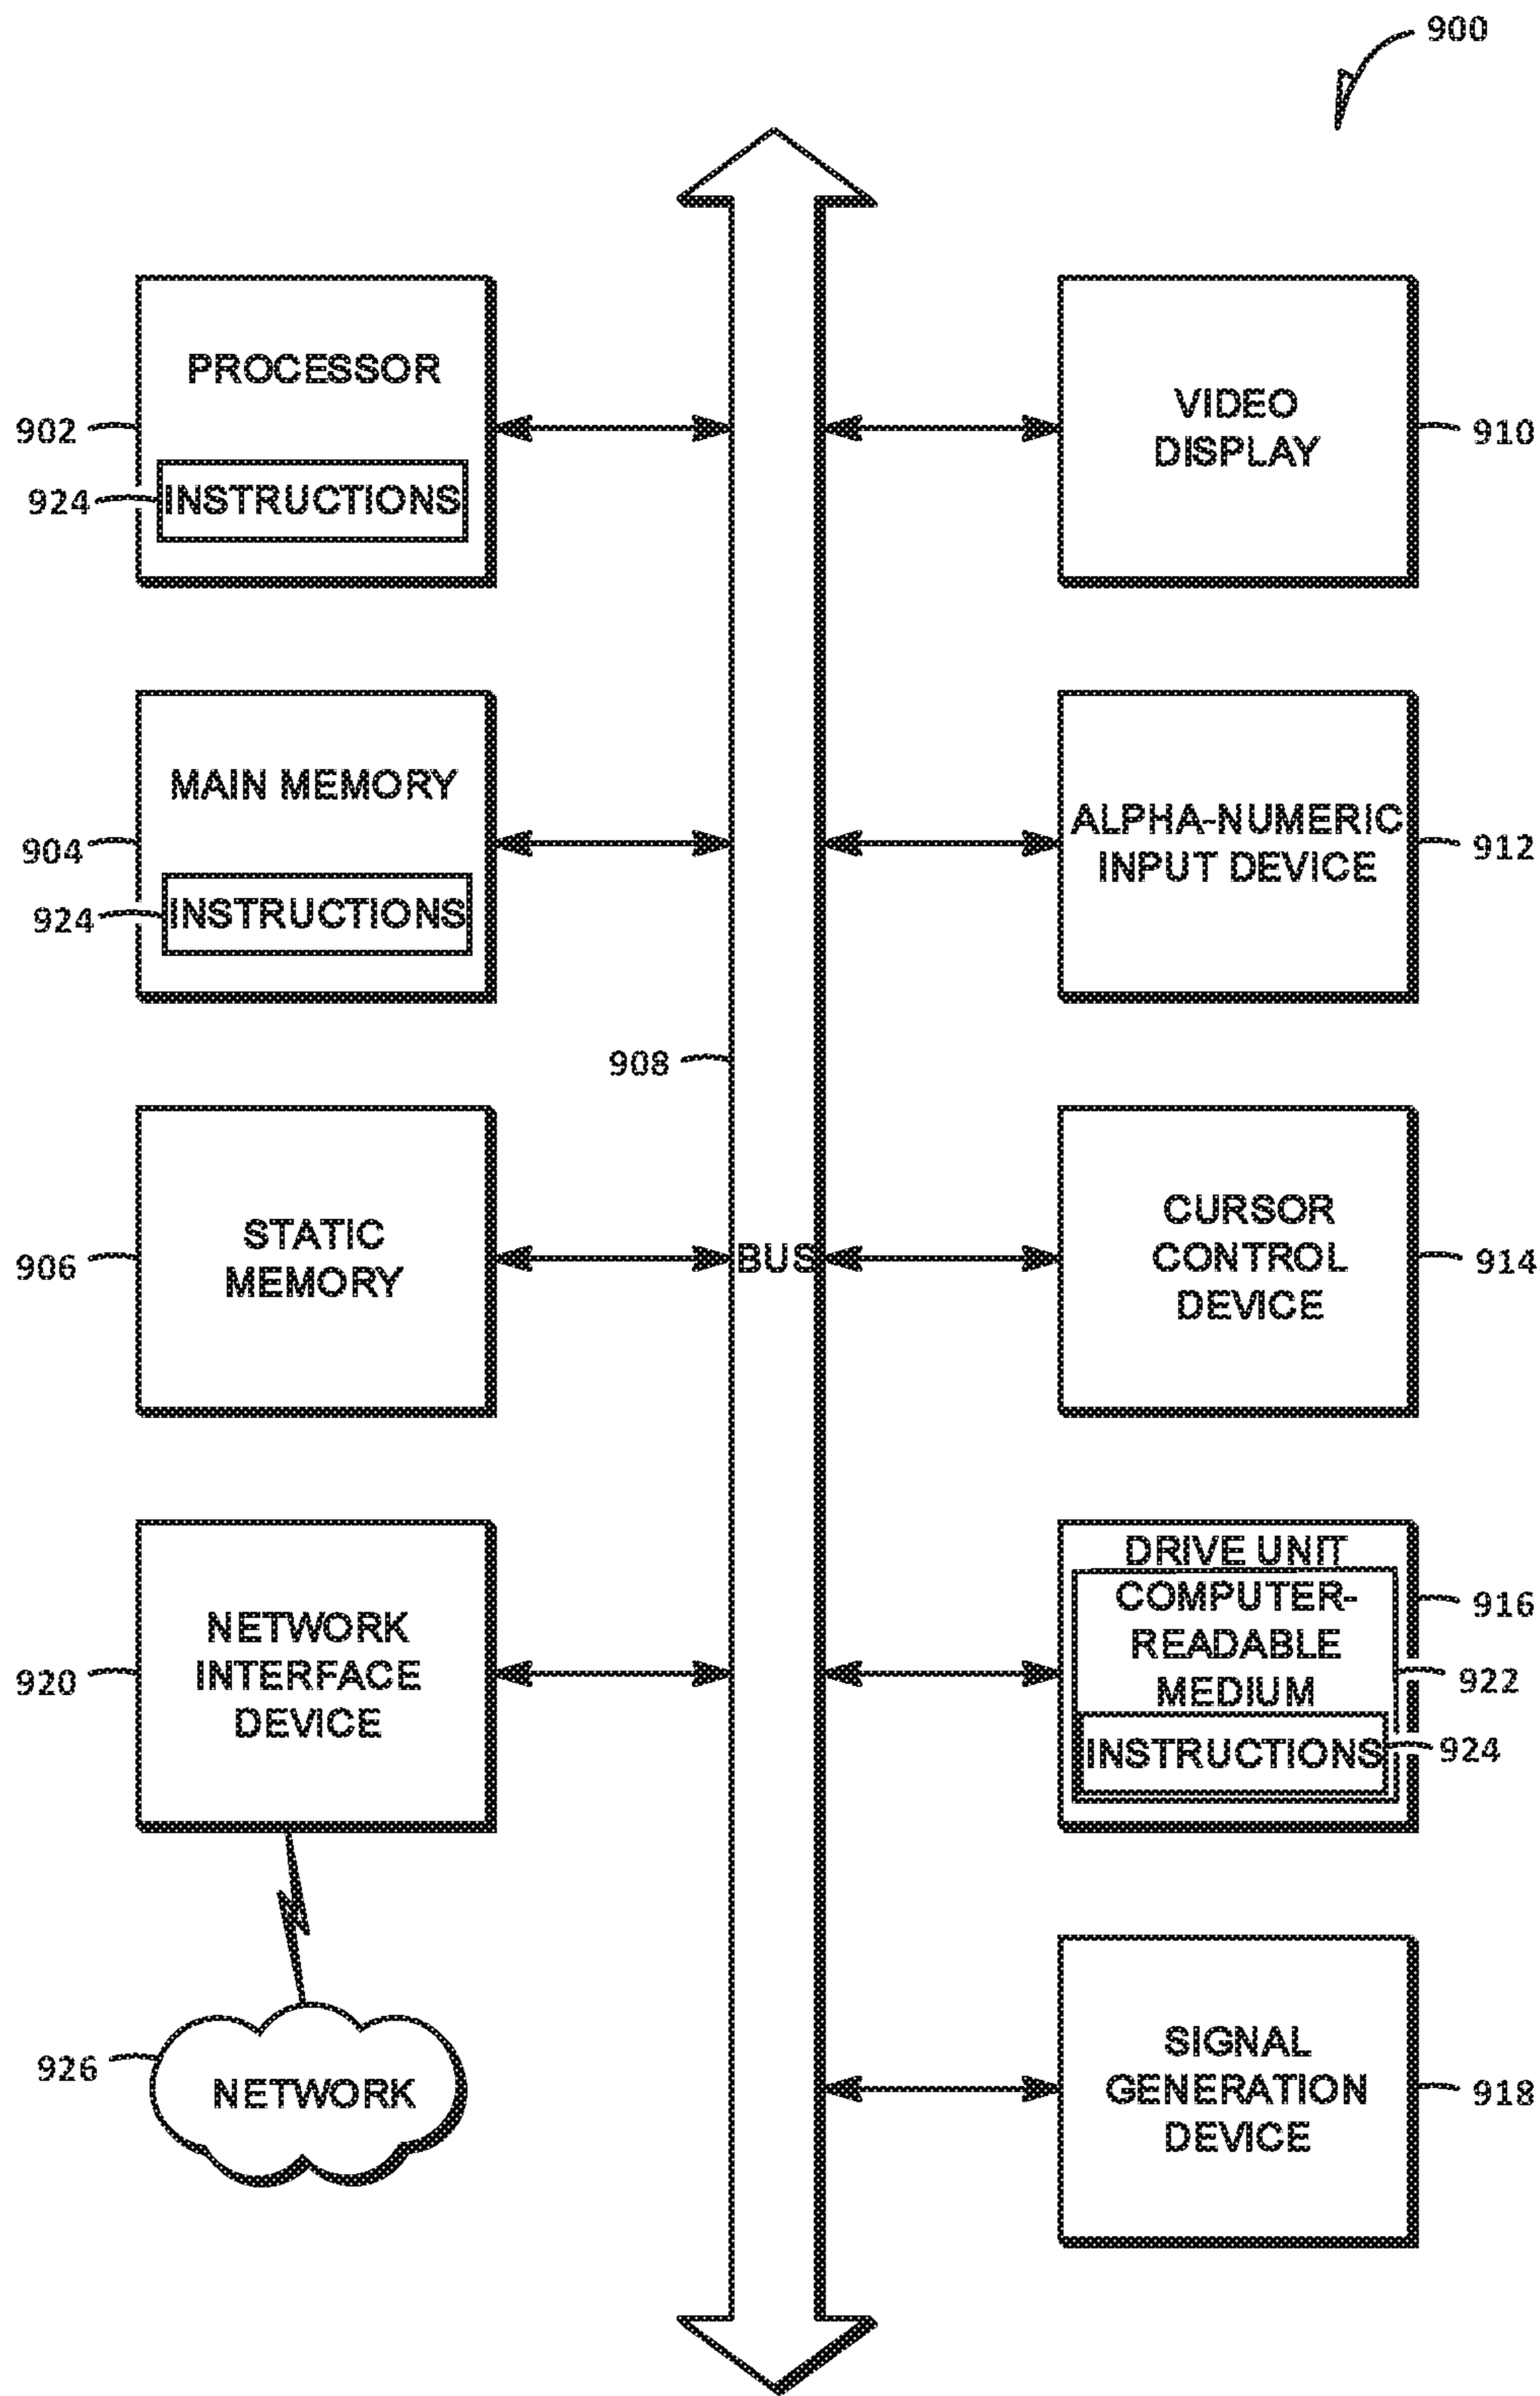 900
PROCESSOR
902
924
INSTRUCTIONS
VIDEO
DISPLAY
910
MAIN MEMORY
904
924
INSTRUCTIONS
ALPHA-NUMERIC
INPUT DEVICE
912
908
STATIC
MEMORY
906
BUS
CURSOR
CONTROL
DEVICE
914
NETWORK
INTERFACE
DEVICE
920
DRIVE UNIT
COMPUTER-
READABLE
MEDIUM
INSTRUCTIONS
916
922
924
926
NETWORK
SIGNAL
GENERATION
DEVICE
918